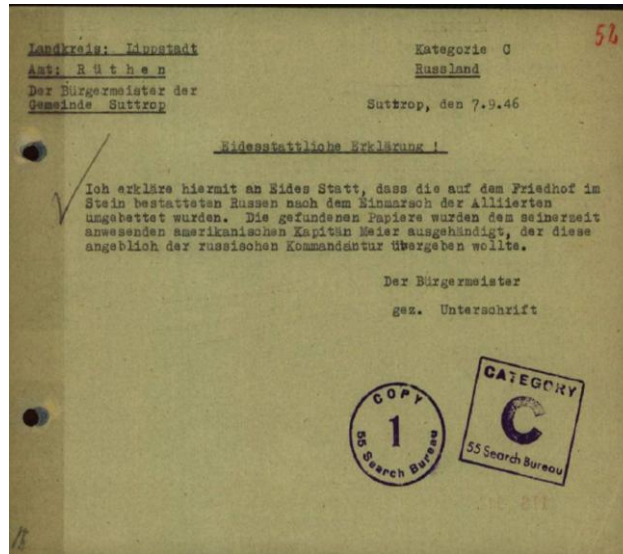 52
Landkreis: Lippstadt
Kategorie C
Amt: R ü t h e n
Russland
Der Bürgermeister der
Gemeinde Suttrop
Suttrop, den 7.9.46
Eidesstattliche Erklärung !
Ich erkläre hiermit an Eides Statt, dass die auf dem Friedhof im
Stein bestatteten Russen nach dem Einmarsch der Alliierten
umgebettet wurden. Die gefundenen Papiere wurden dem seinerzeit
anwesenden amerikanischen Kapitän Meier ausgehändigt, der diese
angeblich der russischen Kommandantur übergeben wollte.
Der Bürgermeister
gez. Unterschrift
COPY
1
55 Search Bureau
CATEGORY
C
55 Search Bureau